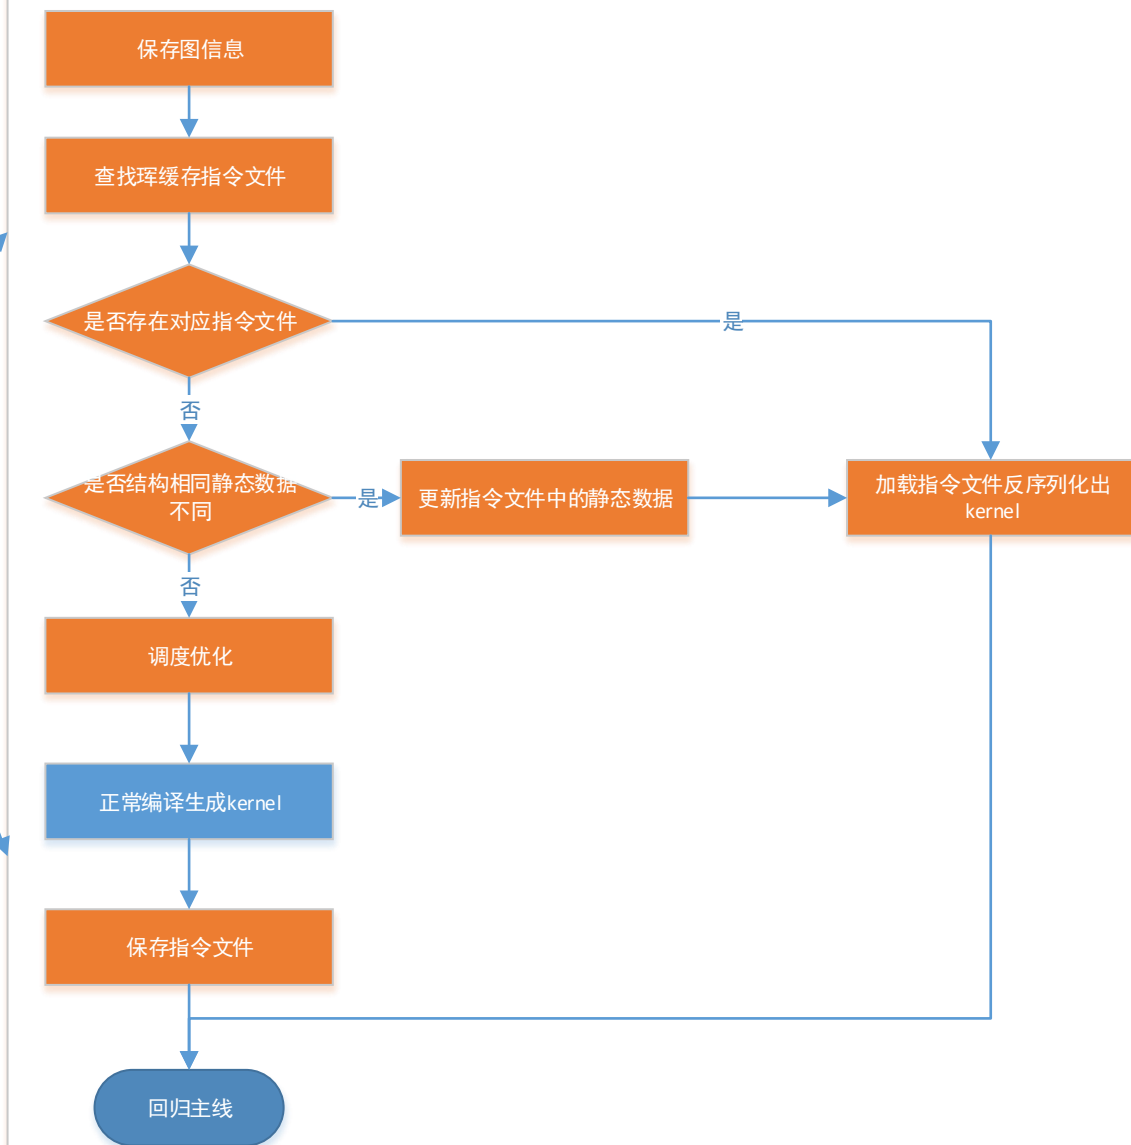 保存图信息
查找珲缓存指令文件
是否存在对应指令文件
是
否
是否结构相同静态数据
不同
是
更新指令文件中的静态数据
加载指令文件反序列化出
kernel
否
调度优化
正常编译生成kernel
保存指令文件
回归主线